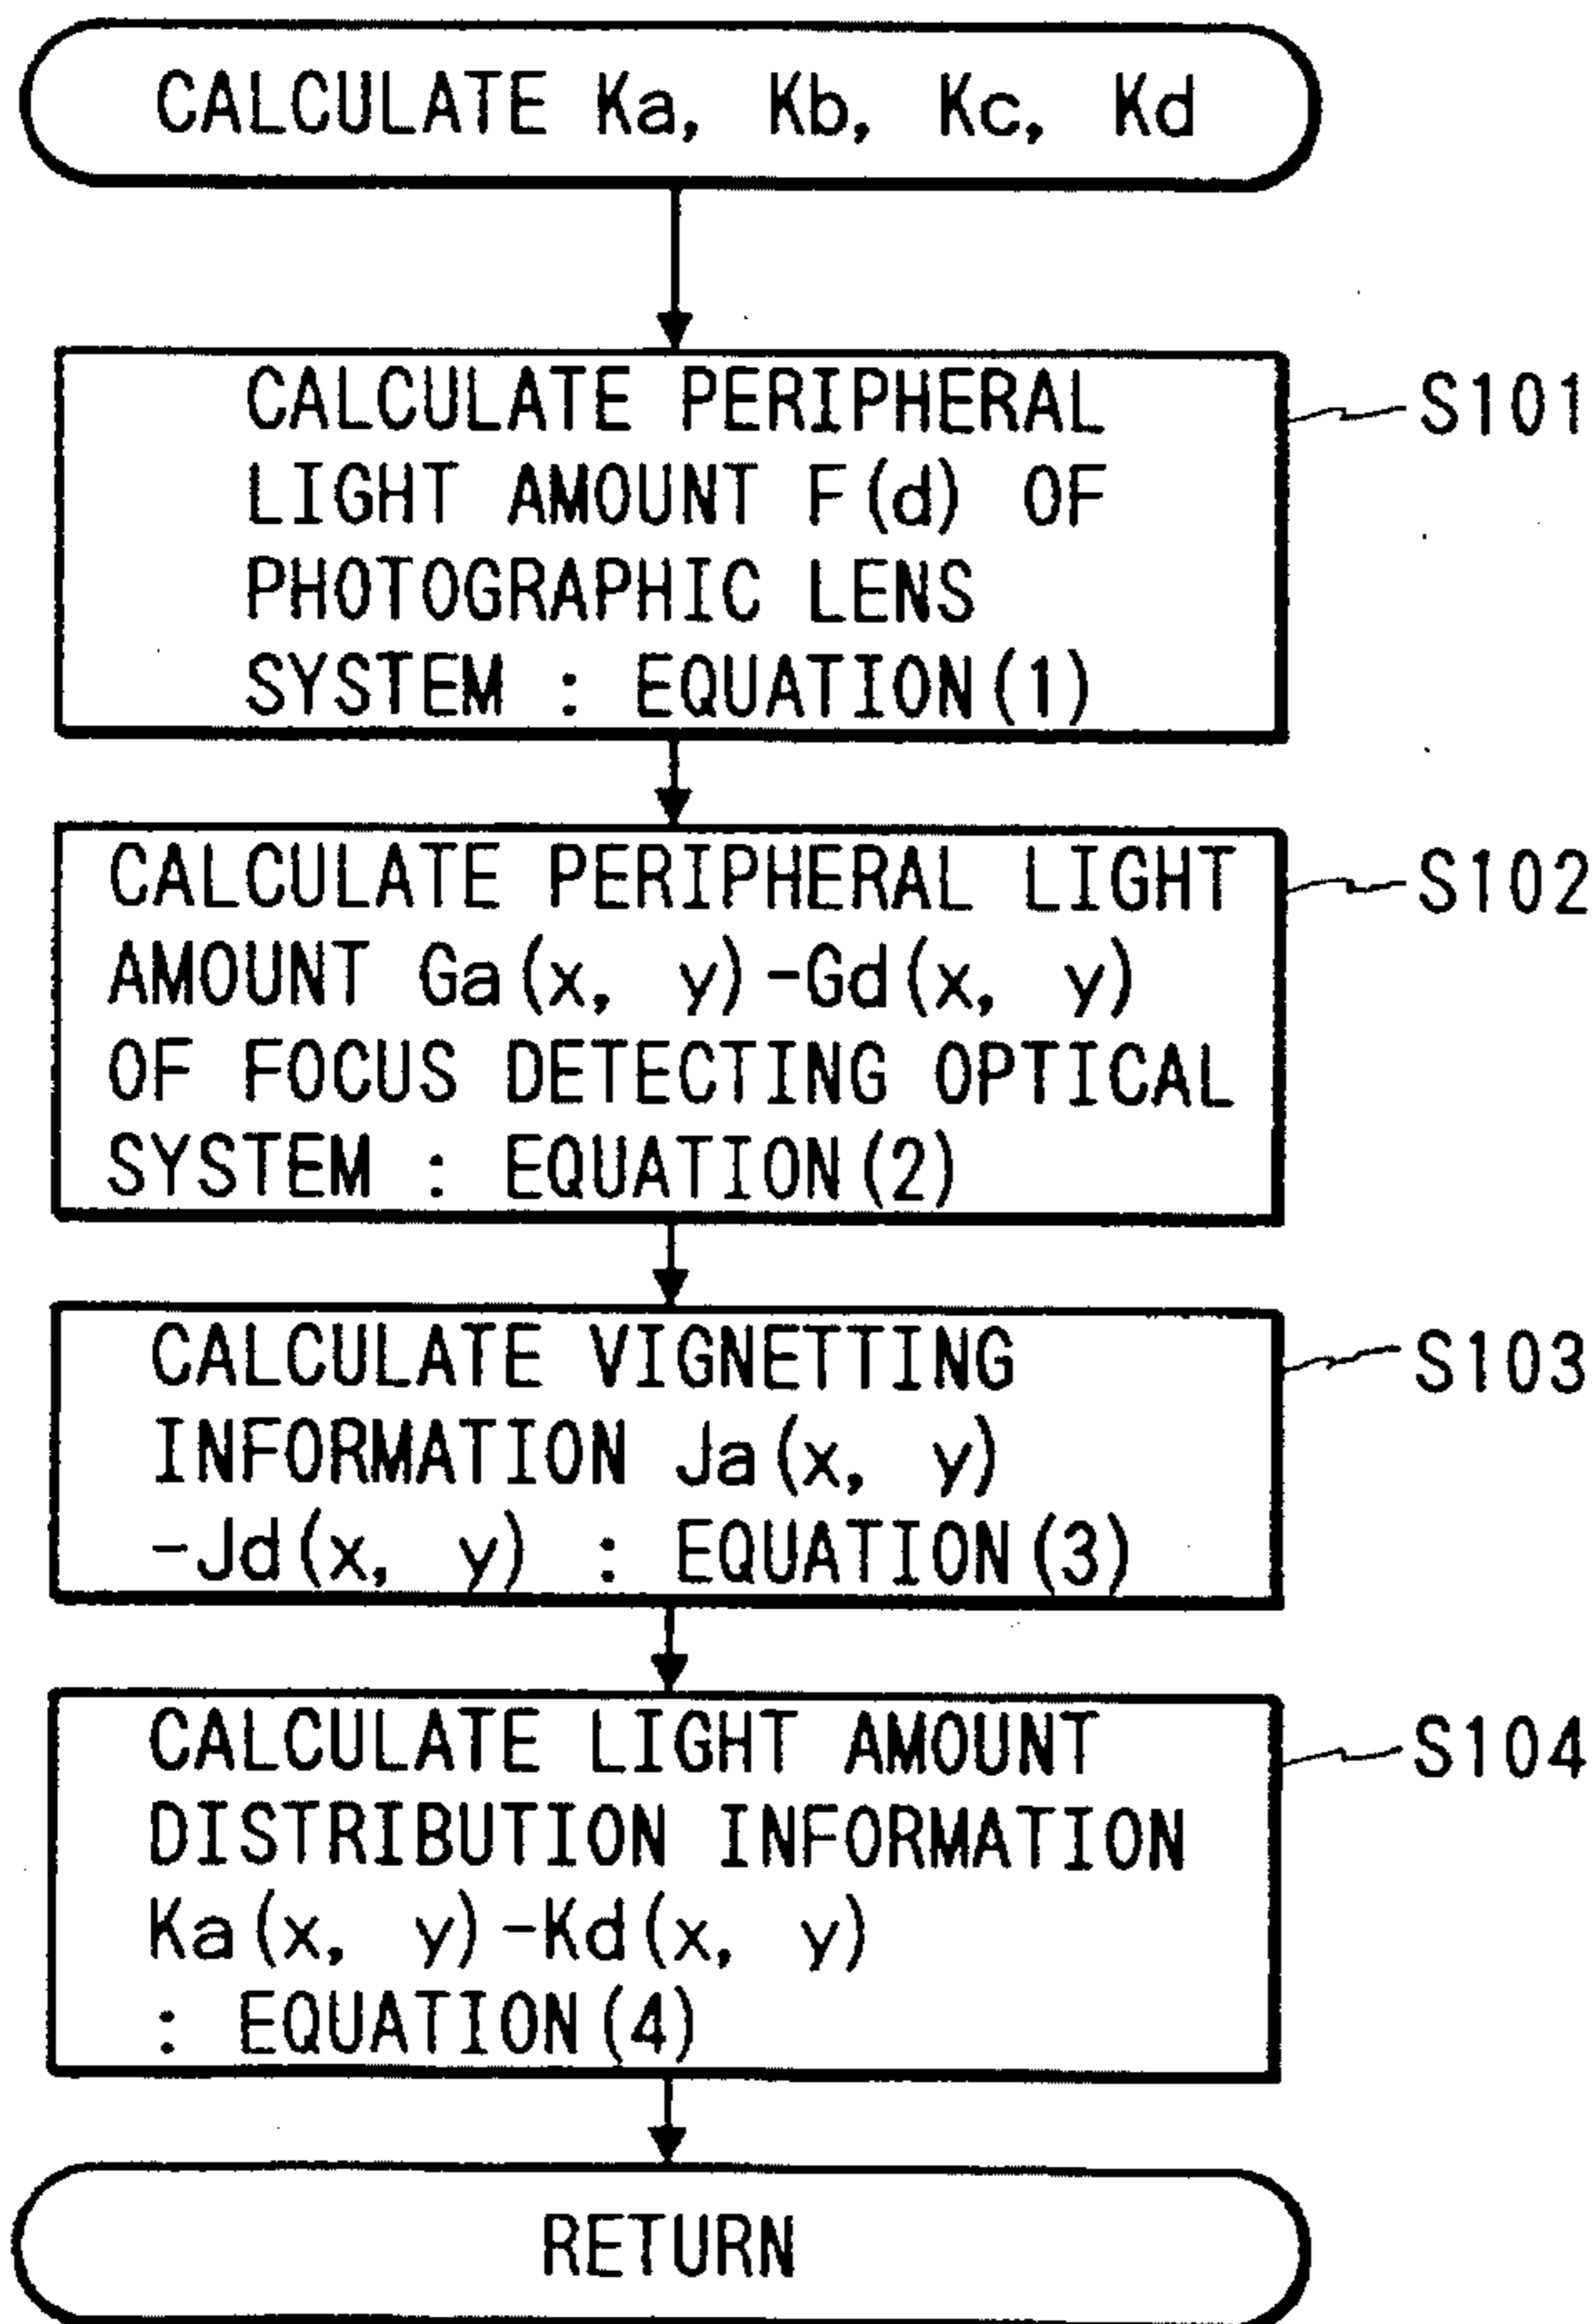 CALCULATE Ka, Kb, Kc, Kd
CALCULATE PERIPHERAL
LIGHT AMOUNT F(d) OF
PHOTOGRAPHIC LENS
SYSTEM : EQUATION(1)
S101
CALCULATE PERIPHERAL LIGHT
AMOUNT Ga(x, y)-Gd(x, y)
OF FOCUS DETECTING OPTICAL
SYSTEM : EQUATION(2)
S102
CALCULATE VIGNETTING
INFORMATION Ja(x, y)
-Jd(x, y) : EQUATION(3)
S103
CALCULATE LIGHT AMOUNT
DISTRIBUTION INFORMATION
Ka(x, y)-Kd(x, y)
: EQUATION(4)
S104
RETURN